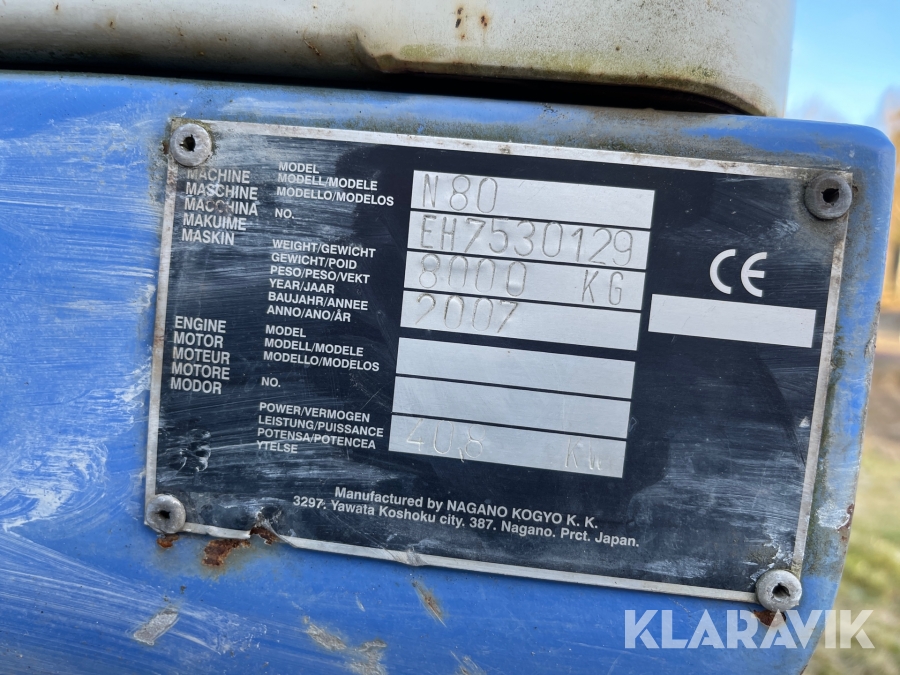 MACHINE
MASCHINE
MACCHINA
MAKUIME
MASKIN
MODEL
MODELL/MODELE
MODELLO/MODELOS
N80
NO.
EH7530129
WEIGHT/GEWICHT
GEWICHT/POID
PESO/PESO/VEKT
8000 KG
YEAR/JAAR
BAUJAHR/ANNEE
ANNO/ANO/ÅR
2007
CE
ENGINE
MOTOR
MOTEUR
MOTORE
MODOR
MODEL
MODELL/MODELE
MODELLO/MODELOS
NO.
POWER/VERMOGEN
LEISTUNG/PUISSANCE
POTENSA/POTENCEA
YTELSE
40,8 Kw
Manufactured by NAGANO KOGYO K. K.
3297. Yawata Koshoku city. 387. Nagano. Prct. Japan.
KLARAVIK